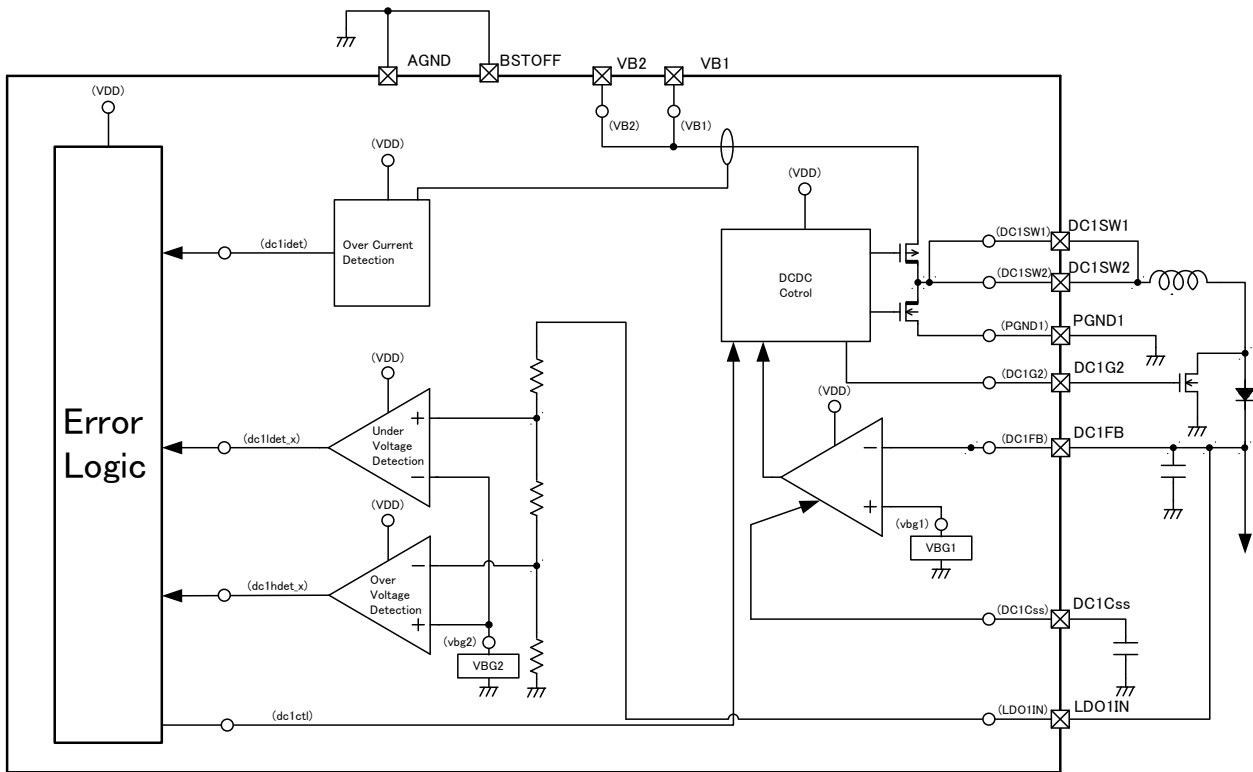 AGND
BSTOFF
VB2
VB1
(VDD)
(VB2)
(VB1)
(VDD)
(VDD)
Over Current
Detection
(dc1idet)
DCDC
Cotrol
(DC1SW1)
DC1SW1
(DC1SW2)
DC1SW2
(PGND1)
PGND1
(DC1G2)
DC1G2
(VDD)
(VDD)
Error
Logic
(dc1ldet_x)
+
Under
Voltage
Detection
−
−
(DC1FB)
DC1FB
+
(vbg1)
VBG1
(VDD)
(dc1hdet_x)
−
Over
Voltage
Detection
+
(vbg2)
VBG2
(DC1Css)
DC1Css
(dc1ctl)
(LDO1IN)
LDO1IN